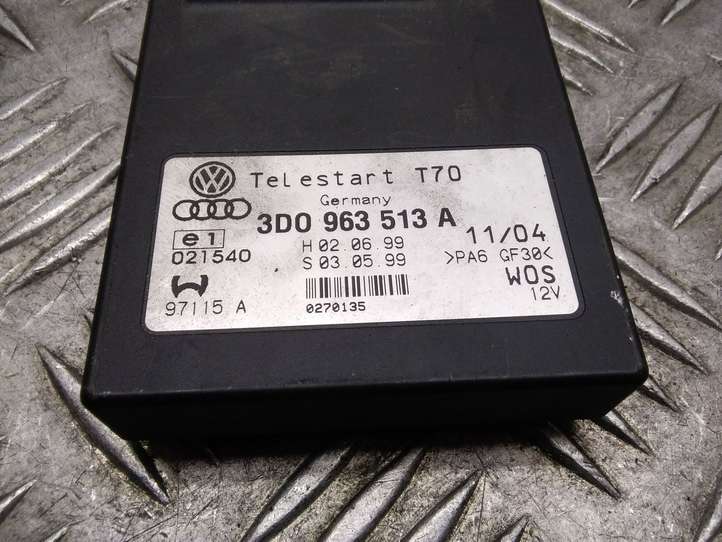 Telestart T70
Germany
3D0 963 513 A
11/04
e1
H 02.06.99
>PA6 GF30<
021540
S 03.05.99
WOS
12V
97115 A
0270135